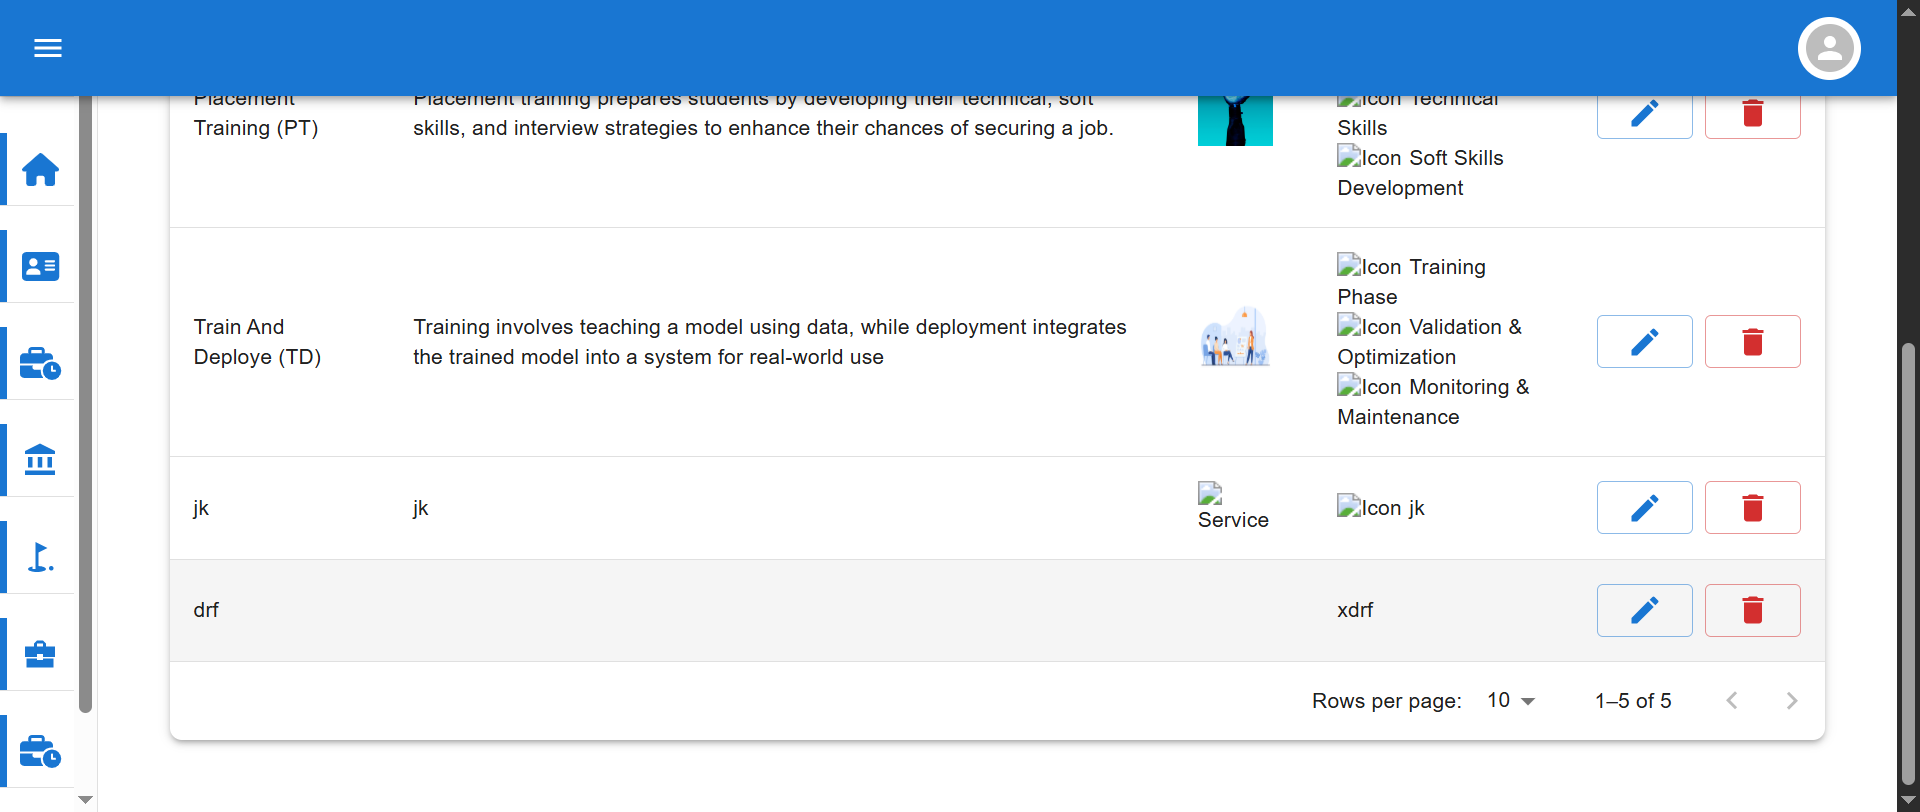 Placement
Training (PT)
Placement training prepares students by developing their technical, soft
skills, and interview strategies to enhance their chances of securing a job.
Icon Technical
Skills
Icon Soft Skills
Development
Train And
Deploye (TD)
Training involves teaching a model using data, while deployment integrates
the trained model into a system for real-world use
Icon Training
Phase
Icon Validation &
Optimization
Icon Monitoring &
Maintenance
jk
jk
Service
Icon jk
drf
xdrf
Rows per page: 10
1–5 of 5